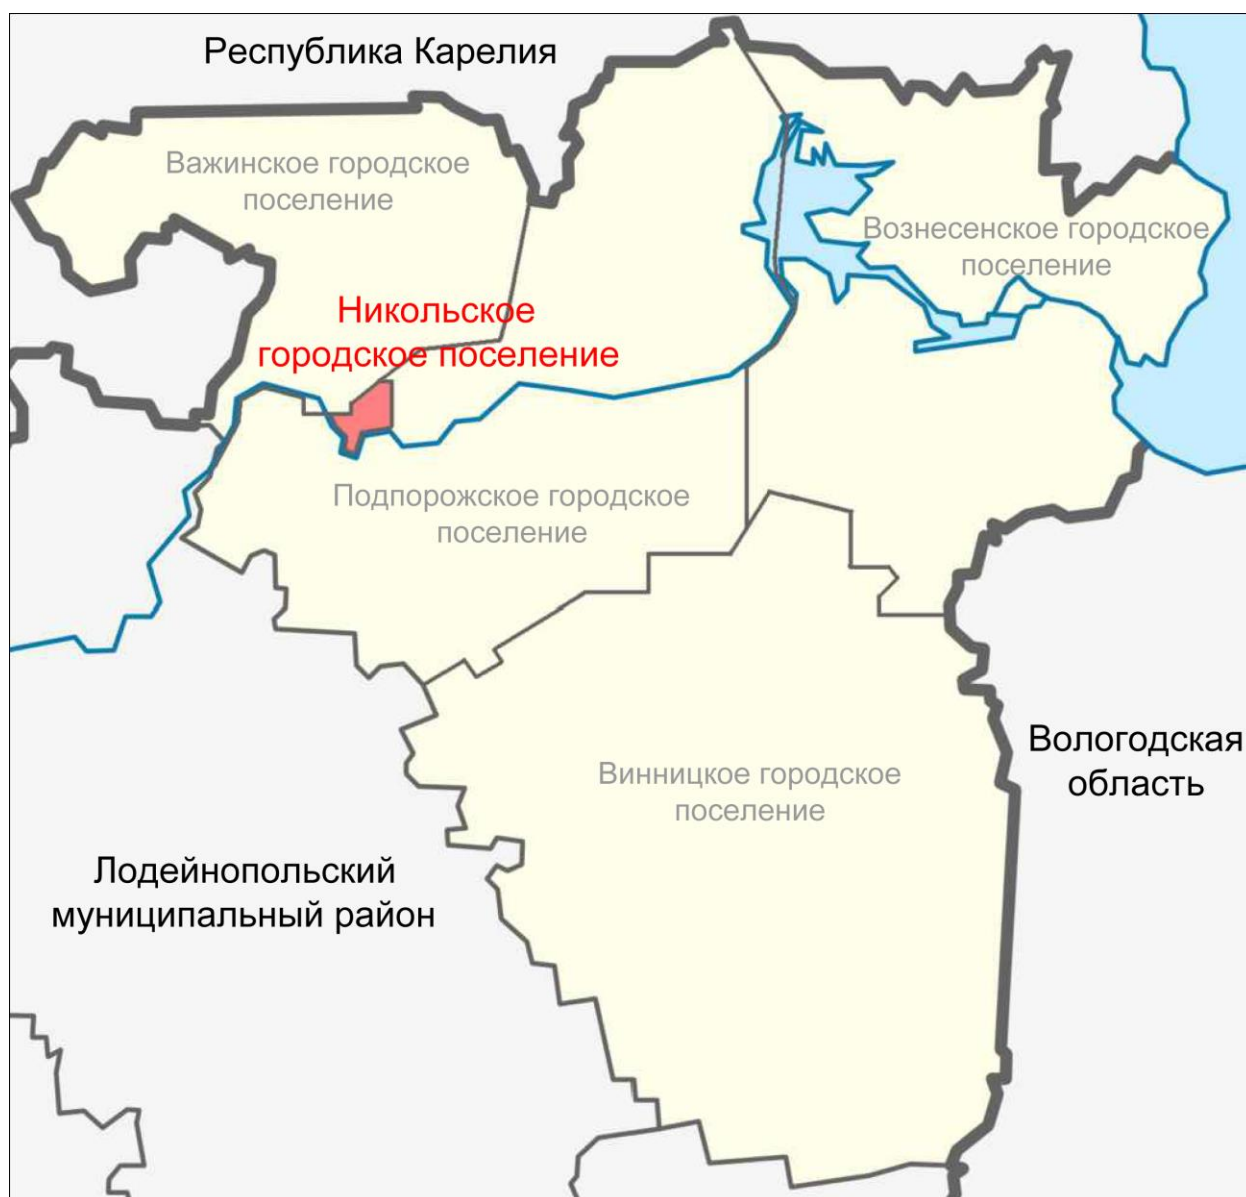 Республика Карелия
Важинское городское
поселение
Вознесенское городское
поселение
Никольское
городское поселение
Подпорожское городское
поселение
Вологодская
область
Винницкое городское
поселение
Лодейнопольский
муниципальный район